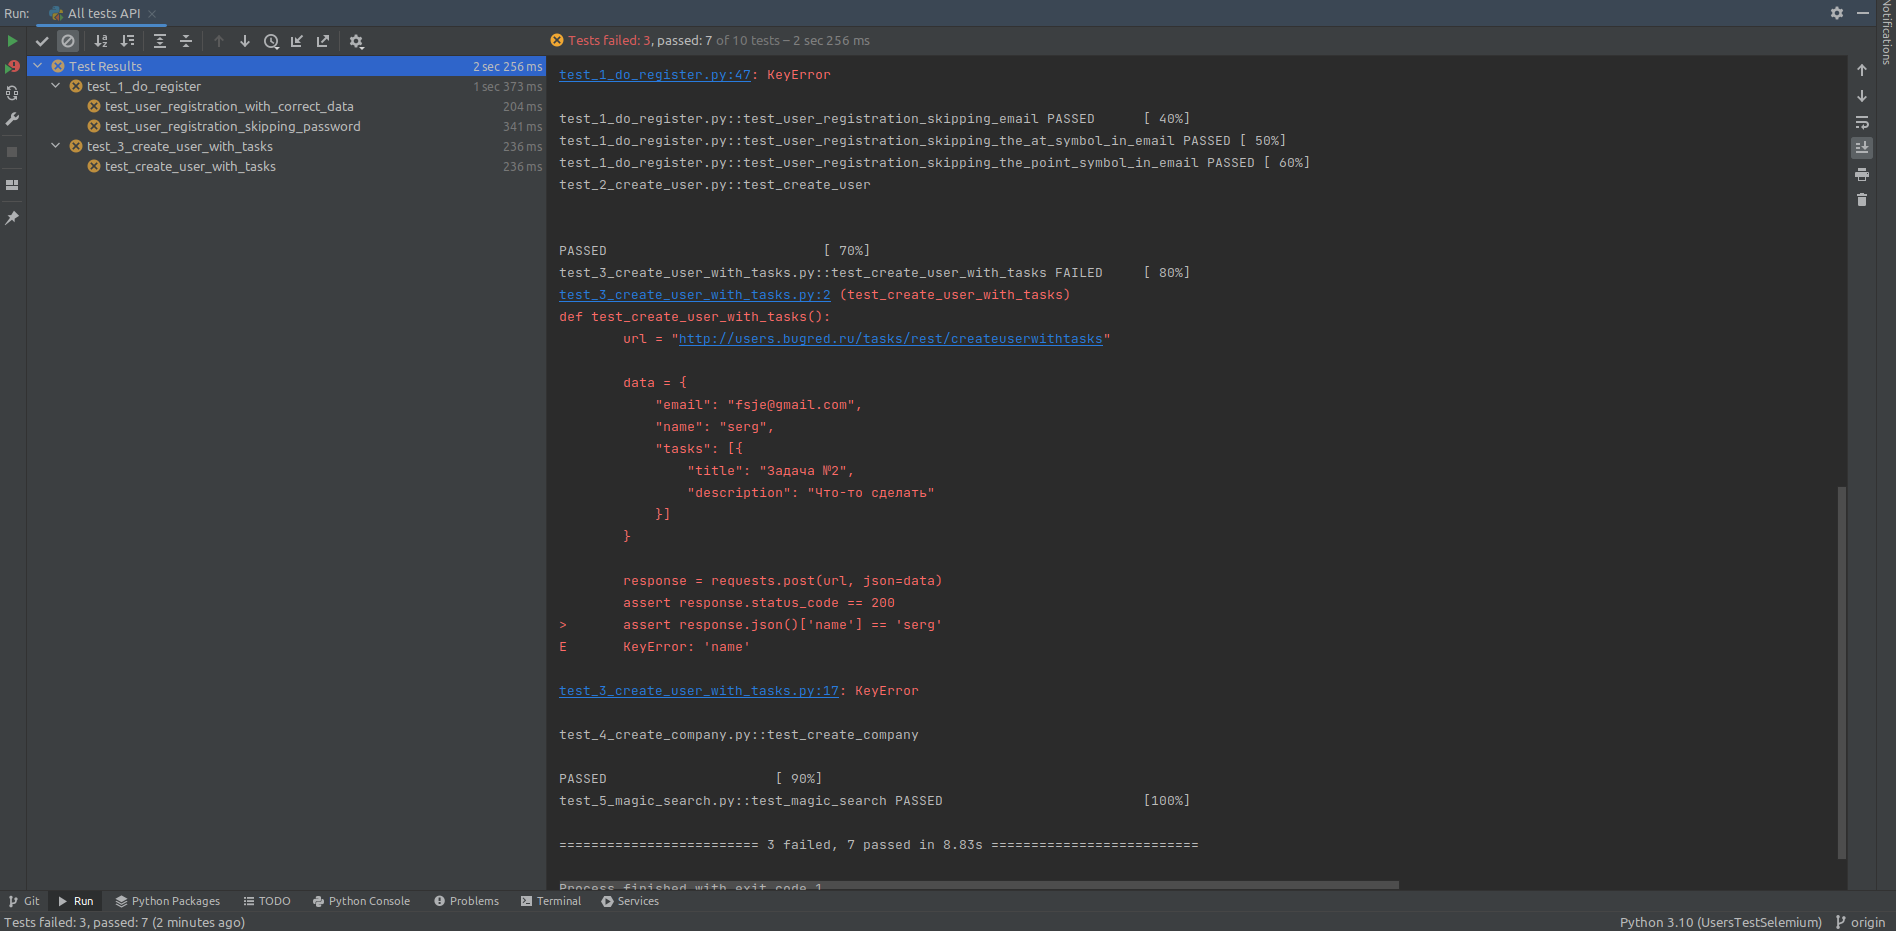 Run: All tests API
Notifications
Tests failed: 3, passed: 7 of 10 tests – 2 sec 256 ms
Test Results 2 sec 256 ms
test_1_do_register 1 sec 373 ms
test_user_registration_with_correct_data 204 ms
test_user_registration_skipping_password 341 ms
test_3_create_user_with_tasks 236 ms
test_create_user_with_tasks 236 ms
test_1_do_register.py:47: KeyError
test_1_do_register.py::test_user_registration_skipping_email PASSED [ 40%]
test_1_do_register.py::test_user_registration_skipping_the_at_symbol_in_email PASSED [ 50%]
test_1_do_register.py::test_user_registration_skipping_the_point_symbol_in_email PASSED [ 60%]
test_2_create_user.py::test_create_user
PASSED [ 70%]
test_3_create_user_with_tasks.py::test_create_user_with_tasks FAILED [ 80%]
test_3_create_user_with_tasks.py:2 (test_create_user_with_tasks)
def test_create_user_with_tasks():
url = "http://users.bugred.ru/tasks/rest/createuserwithtasks"
data = {
"email": "fsje@gmail.com",
"name": "serg",
"tasks": [{
"title": "Задача №2",
"description": "Что-то сделать"
}]
}
response = requests.post(url, json=data)
assert response.status_code == 200
> assert response.json()['name'] == 'serg'
E KeyError: 'name'
test_3_create_user_with_tasks.py:17: KeyError
test_4_create_company.py::test_create_company
PASSED [ 90%]
test_5_magic_search.py::test_magic_search PASSED [100%]
========================= 3 failed, 7 passed in 8.83s ==========================
Process finished with exit code 1
Git Run Python Packages TODO Python Console Problems Terminal Services
Tests failed: 3, passed: 7 (2 minutes ago) Python 3.10 (UsersTestSelemium) origin